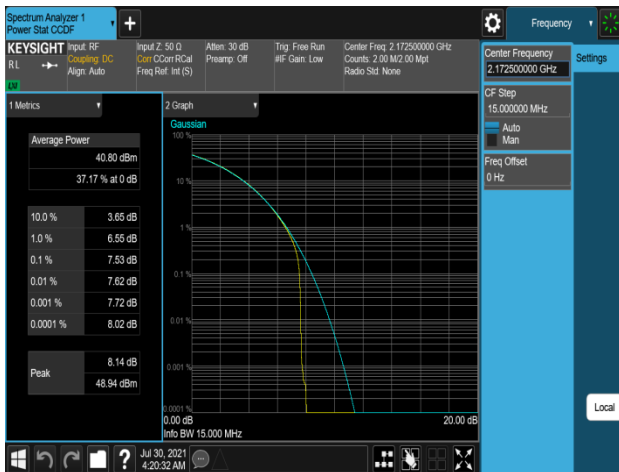 Spectrum Analyzer 1
Power Stat CCDF
+
Frequency
KEYSIGHT
RL
LXI
Input: RF
Coupling: DC
Align: Auto
Input Z: 50 Ω
Corr CCorr RCal
Freq Ref: Int (S)
Atten: 30 dB
Preamp: Off
Trig: Free Run
#IF Gain: Low
Center Freq: 2.172500000 GHz
Counts: 2.00 M/2.00 Mpt
Radio Std: None
Center Frequency
2.172500000 GHz
Settings
CF Step
15.000000 MHz
Auto
Man
Freq Offset
0 Hz
1 Metrics
Average Power
40.80 dBm
37.17 % at 0 dB
10.0 % 3.65 dB
1.0 % 6.55 dB
0.1 % 7.53 dB
0.01 % 7.62 dB
0.001 % 7.72 dB
0.0001 % 8.02 dB
Peak
8.14 dB
48.94 dBm
2 Graph
Gaussian
100 %
10 %
1 %
0.1 %
0.01 %
0.001 %
0.0001 %
0.00 dB 20.00 dB
Info BW 15.000 MHz
Local
?
Jul 30, 2021
4:20:32 AM